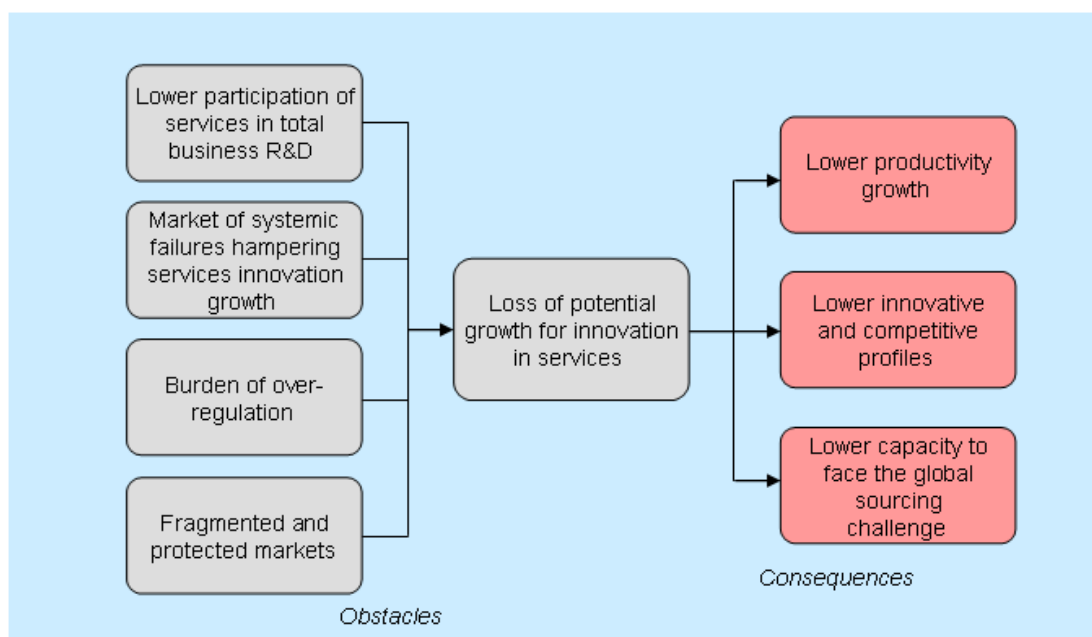 Lower participation of
services in total
business R&D
Market of systemic
failures hampering
services innovation
growth
Burden of over-
regulation
Fragmented and
protected markets
Obstacles
Loss of potential
growth for innovation
in services
Lower productivity
growth
Lower innovative
and competitive
profiles
Lower capacity to
face the global
sourcing
challenge
Consequences